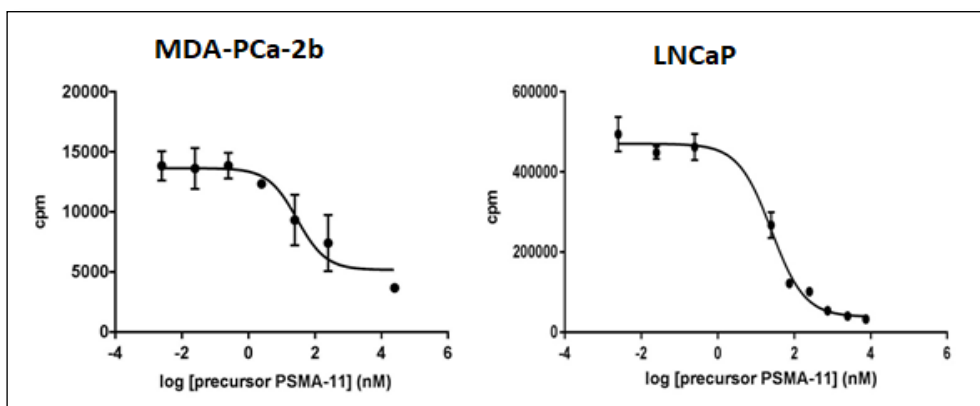 MDA-PCa-2b
LNCaP
20000
15000
10000
5000
0
cpm
-4 -2 0 2 4 6
log [precursor PSMA-11] (nM)
600000
400000
200000
0
cpm
-4 -2 0 2 4 6
log [precursor PSMA-11] (nM)